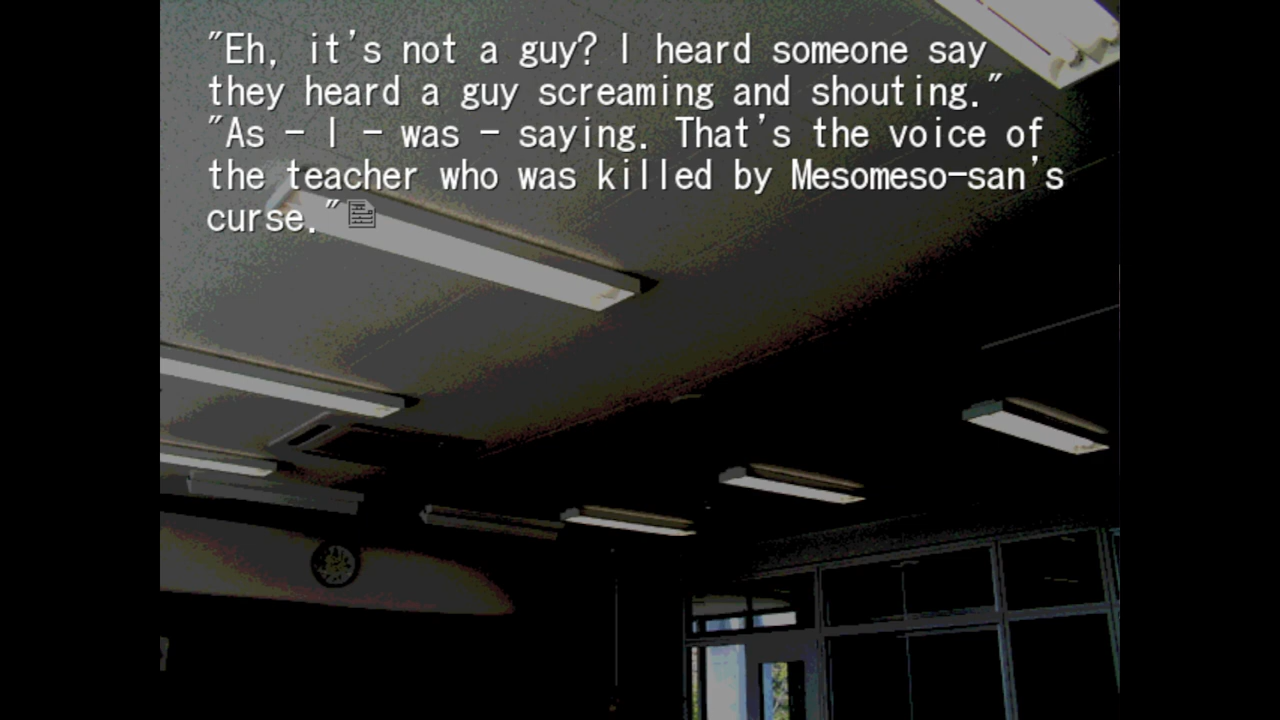 "Eh, it's not a guy? I heard someone say
they heard a guy screaming and shouting."
"As – I – was – saying. That's the voice of
the teacher who was killed by Mesomeso–san's
curse."